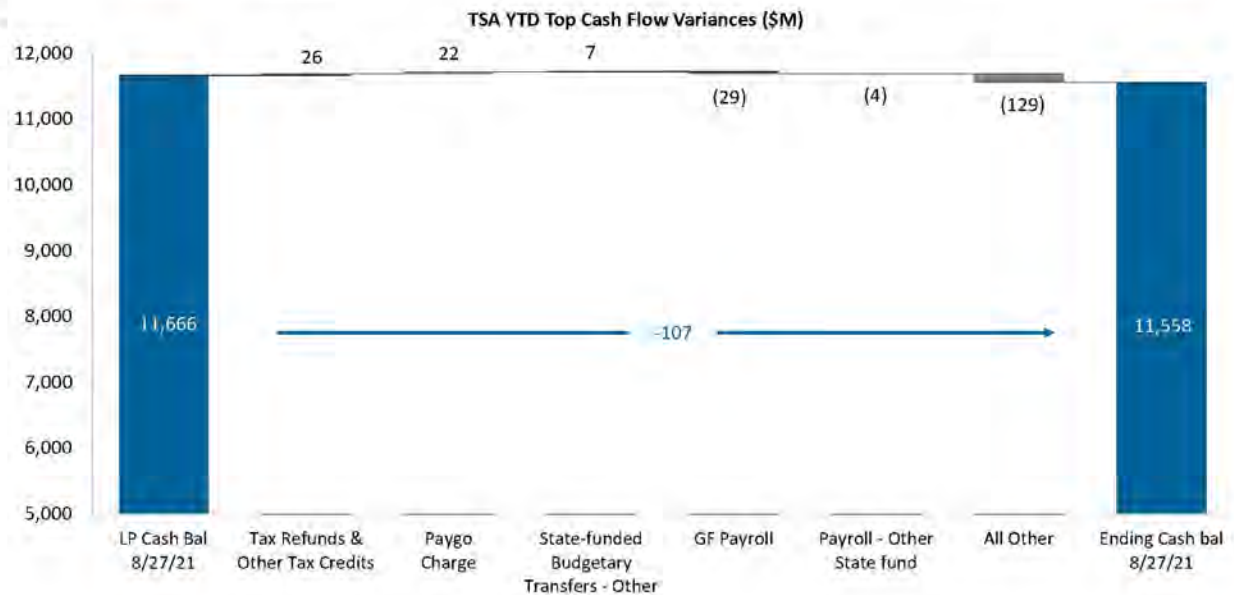 TSA YTD Top Cash Flow Variances ($M)
12,000
11,000
10,000
9,000
8,000
7,000
6,000
5,000
26
22
7
(29)
(4)
(129)
11,666
-107
11,558
LP Cash Bal
8/27/21
Tax Refunds &
Other Tax Credits
Paygo
Charge
State-funded
Budgetary
Transfers - Other
GF Payroll
Payroll - Other
State fund
All Other
Ending Cash bal
8/27/21